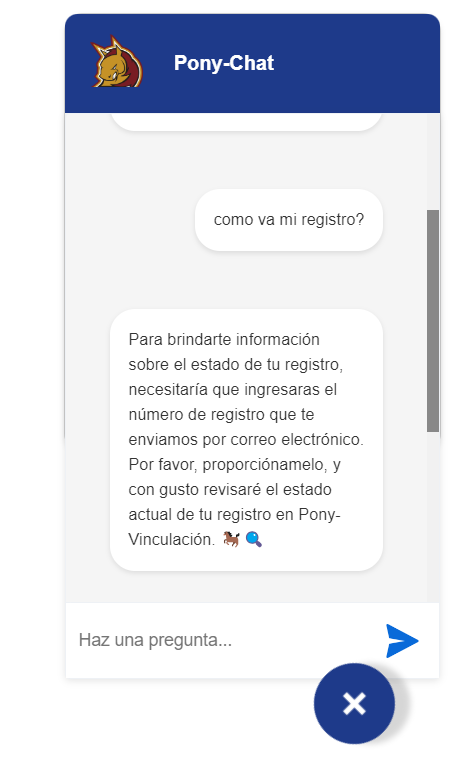 Pony-Chat
como va mi registro?
Para brindarte información
sobre el estado de tu registro,
necesitaría que ingresaras el
número de registro que te
enviamos por correo electrónico.
Por favor, proporciónamelo, y
con gusto revisaré el estado
actual de tu registro en Pony-
Vinculación. 🐎 🔍
Haz una pregunta...